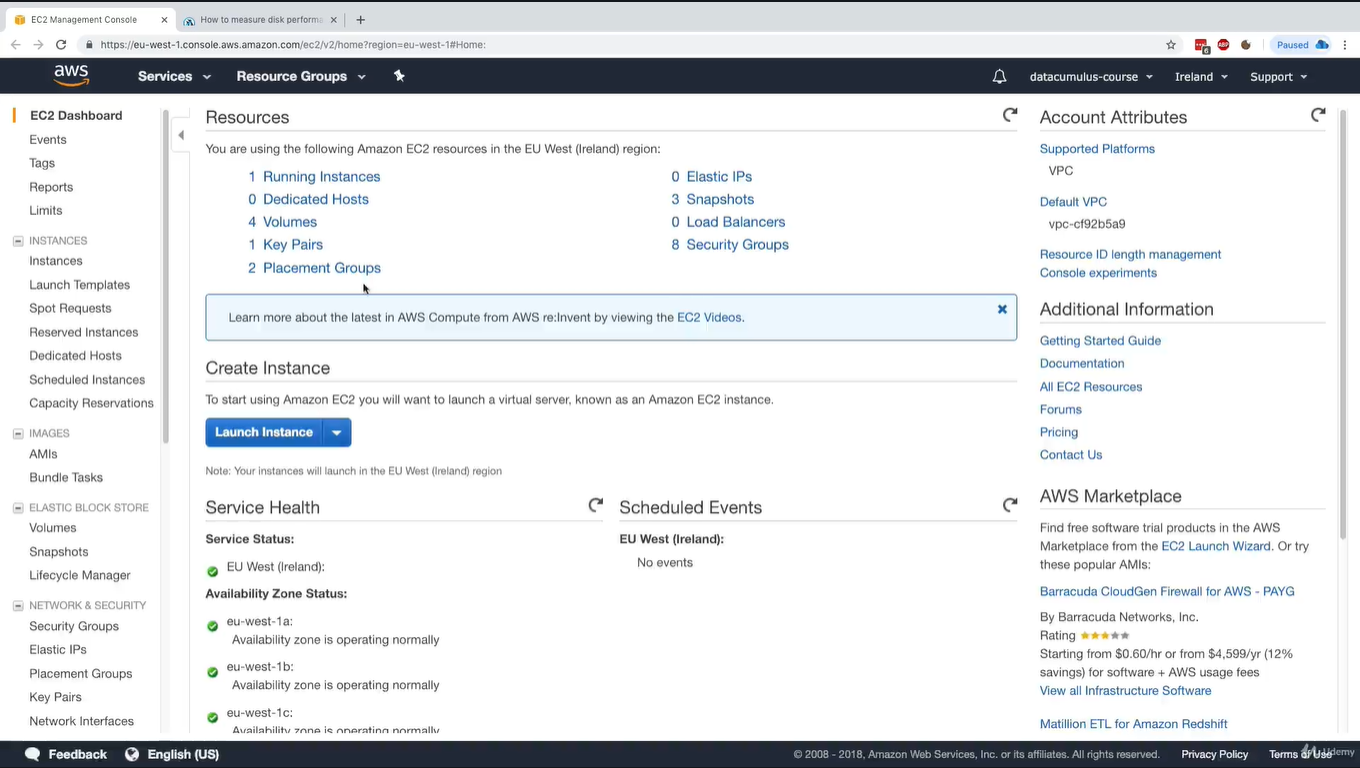 EC2 Management Console
How to measure disk performa
https://eu-west-1.console.aws.amazon.com/ec2/v2/home?region=eu-west-1#Home:
6
ABP
Paused
aws
Services
Resource Groups
datacumulus-course
Ireland
Support
EC2 Dashboard
Events
Tags
Reports
Limits
INSTANCES
Instances
Launch Templates
Spot Requests
Reserved Instances
Dedicated Hosts
Scheduled Instances
Capacity Reservations
IMAGES
AMIs
Bundle Tasks
ELASTIC BLOCK STORE
Volumes
Snapshots
Lifecycle Manager
NETWORK & SECURITY
Security Groups
Elastic IPs
Placement Groups
Key Pairs
Network Interfaces
Resources
You are using the following Amazon EC2 resources in the EU West (Ireland) region:
1 Running Instances
0 Elastic IPs
0 Dedicated Hosts
3 Snapshots
4 Volumes
0 Load Balancers
1 Key Pairs
8 Security Groups
2 Placement Groups
Learn more about the latest in AWS Compute from AWS re:Invent by viewing the EC2 Videos.
Create Instance
To start using Amazon EC2 you will want to launch a virtual server, known as an Amazon EC2 instance.
Launch Instance
Note: Your instances will launch in the EU West (Ireland) region
Service Health
Service Status:
EU West (Ireland):
Availability Zone Status:
eu-west-1a:
Availability zone is operating normally
eu-west-1b:
Availability zone is operating normally
eu-west-1c:
Availability zone is operating normally
Scheduled Events
EU West (Ireland):
No events
Account Attributes
Supported Platforms
VPC
Default VPC
vpc-cf92b5a9
Resource ID length management
Console experiments
Additional Information
Getting Started Guide
Documentation
All EC2 Resources
Forums
Pricing
Contact Us
AWS Marketplace
Find free software trial products in the AWS
Marketplace from the EC2 Launch Wizard. Or try
these popular AMIs:
Barracuda CloudGen Firewall for AWS - PAYG
By Barracuda Networks, Inc.
Rating
Starting from $0.60/hr or from $4,599/yr (12%
savings) for software + AWS usage fees
View all Infrastructure Software
Matillion ETL for Amazon Redshift
Feedback
English (US)
© 2008 - 2018, Amazon Web Services, Inc. or its affiliates. All rights reserved.
Privacy Policy
Terms of Use
Udemy